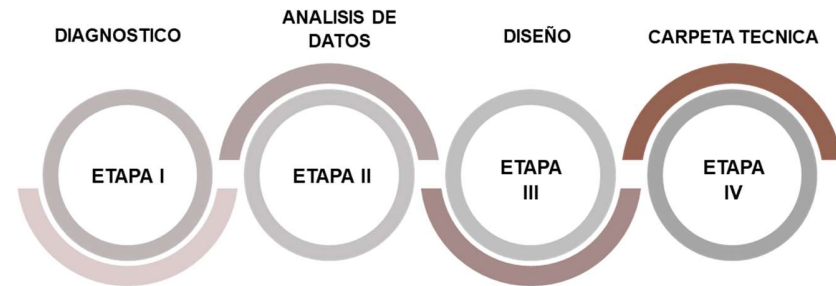 DIAGNOSTICO
ANALISIS DE
DATOS
DISEÑO
CARPETA TECNICA
ETAPA I
ETAPA II
ETAPA
III
ETAPA
IV